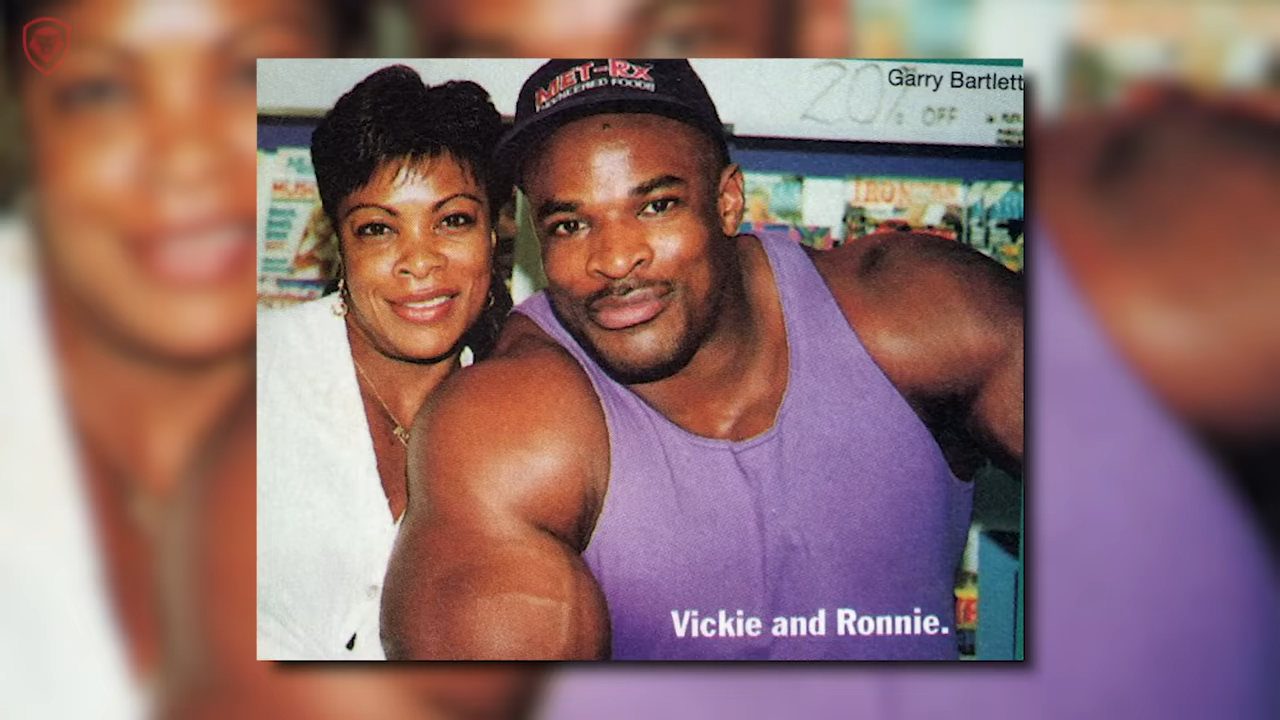 MET-Rx
ENGINEERED FOODS
Garry Bartlett
20% OFF
IRONMAN
Vickie and Ronnie.